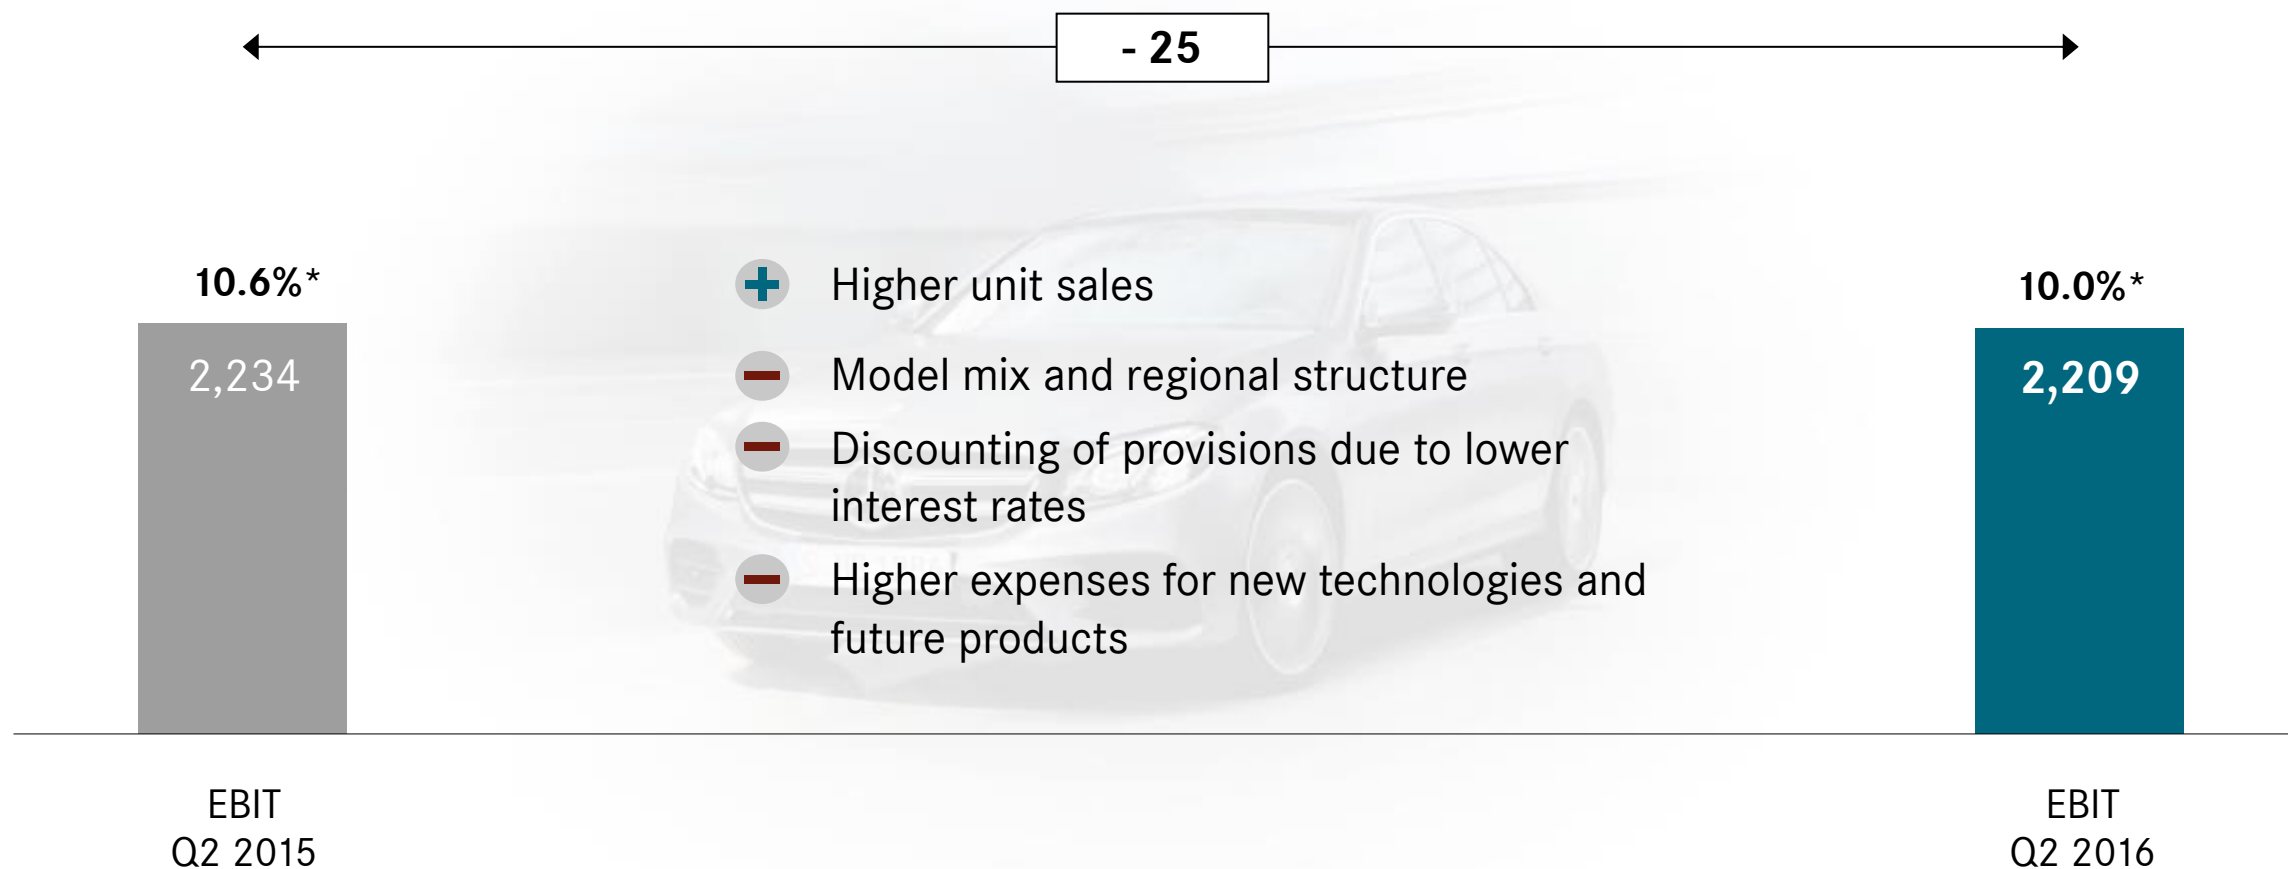 - 25
10.6%*
10.0%*
2,234
2,209
+ Higher unit sales
– Model mix and regional structure
– Discounting of provisions due to lower
interest rates
– Higher expenses for new technologies and
future products
EBIT
Q2 2015
EBIT
Q2 2016